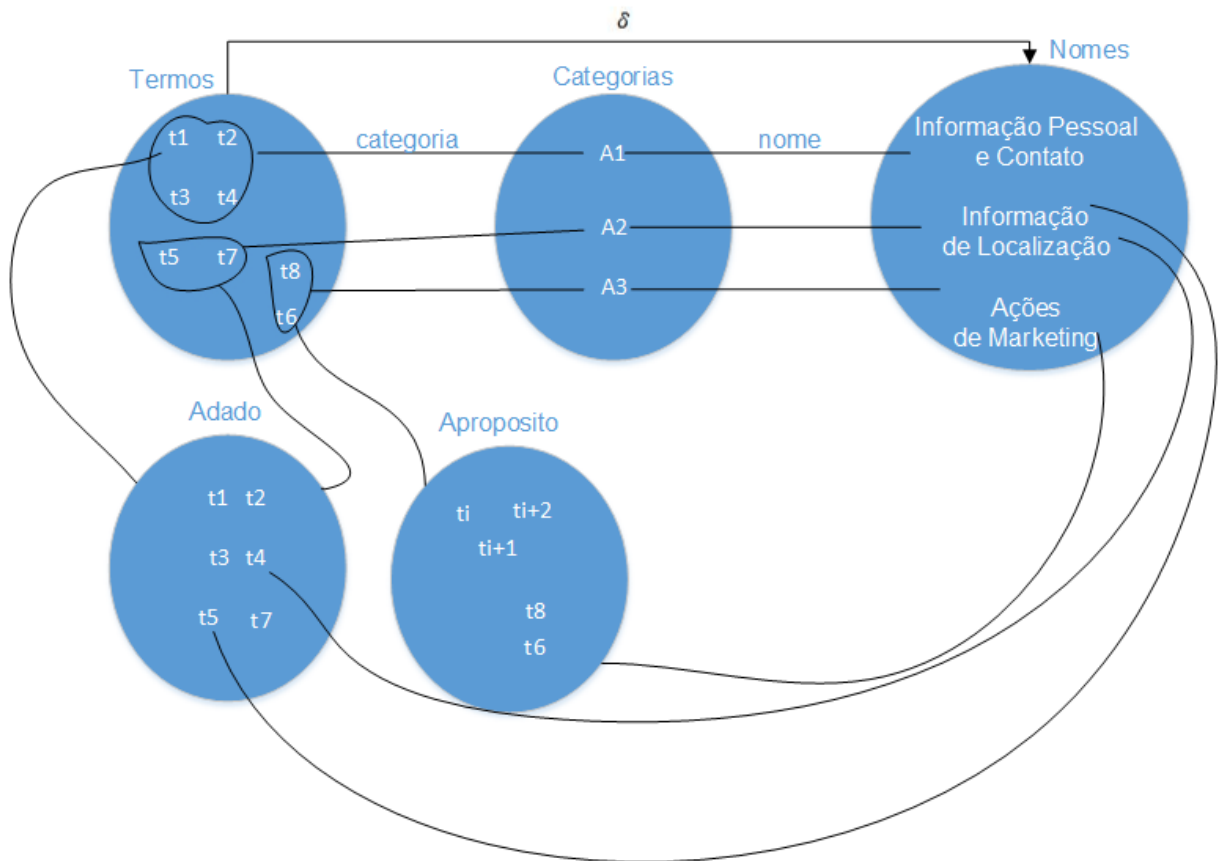 δ
Termos
Categorias
Nomes
t1 t2
t3 t4
t5 t7
t8
t6
categoria
A1
A2
A3
nome
Informação Pessoal
e Contato
Informação
de Localização
Ações
de Marketing
Adado
t1 t2
t3 t4
t5 t7
Aproposito
ti ti+2
ti+1
t8
t6